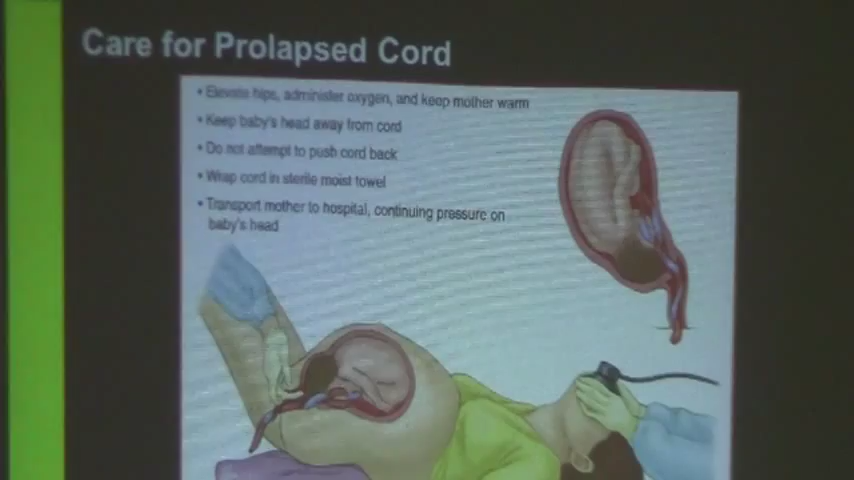 Care for Prolapsed Cord
• Elevate hips, administer oxygen, and keep mother warm
• Keep baby's head away from cord
• Do not attempt to push cord back
• Wrap cord in sterile moist towel
• Transport mother to hospital, continuing pressure on
baby's head